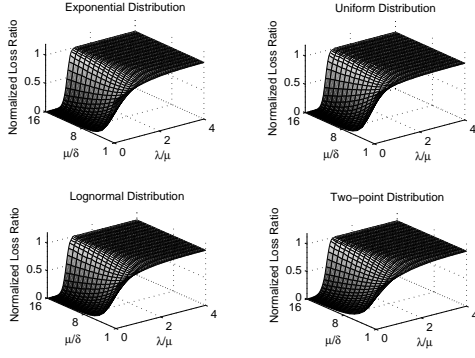 Exponential Distribution
Normalized Loss Ratio
1
0.5
0
16
8
1
μ/δ
0
2
4
λ/μ
Uniform Distribution
Normalized Loss Ratio
1
0.5
0
16
8
1
μ/δ
0
2
4
λ/μ
Lognormal Distribution
Normalized Loss Ratio
1
0.5
0
16
8
1
μ/δ
0
2
4
λ/μ
Two−point Distribution
Normalized Loss Ratio
1
0.5
0
16
8
1
μ/δ
0
2
4
λ/μ